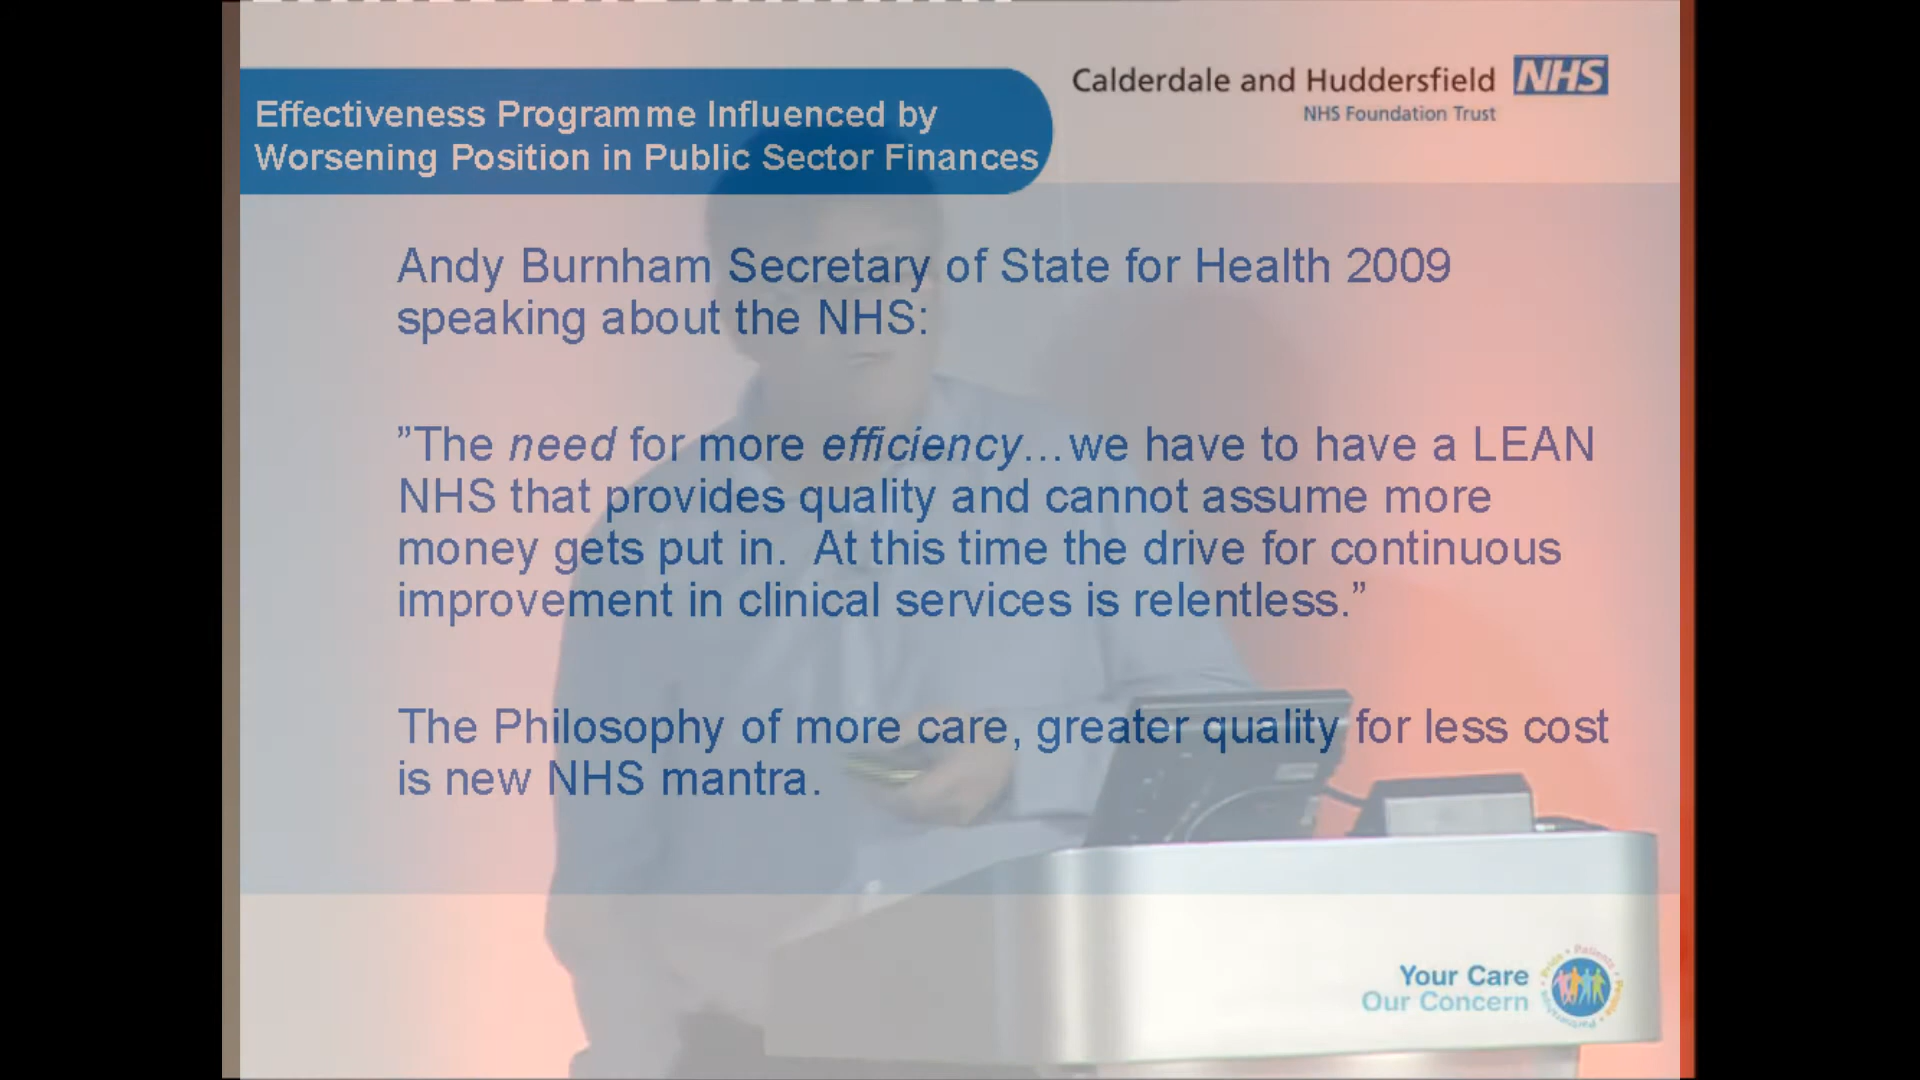 Effectiveness Programme Influenced by
Worsening Position in Public Sector Finances
Calderdale and Huddersfield NHS
NHS Foundation Trust
Andy Burnham Secretary of State for Health 2009
speaking about the NHS:
”The need for more efficiency…we have to have a LEAN
NHS that provides quality and cannot assume more
money gets put in.  At this time the drive for continuous
improvement in clinical services is relentless.”
The Philosophy of more care, greater quality for less cost
is new NHS mantra.
Your Care
Our Concern